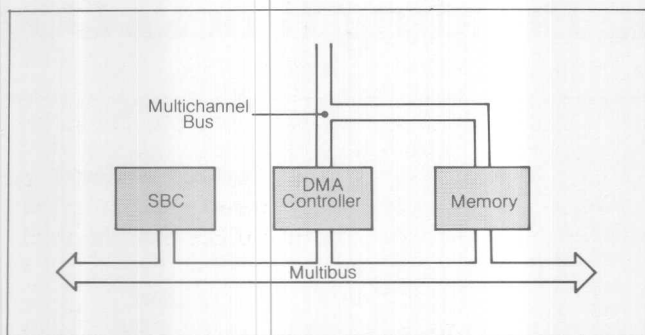 Multichannel
Bus
SBC
DMA
Controller
Memory
Multibus